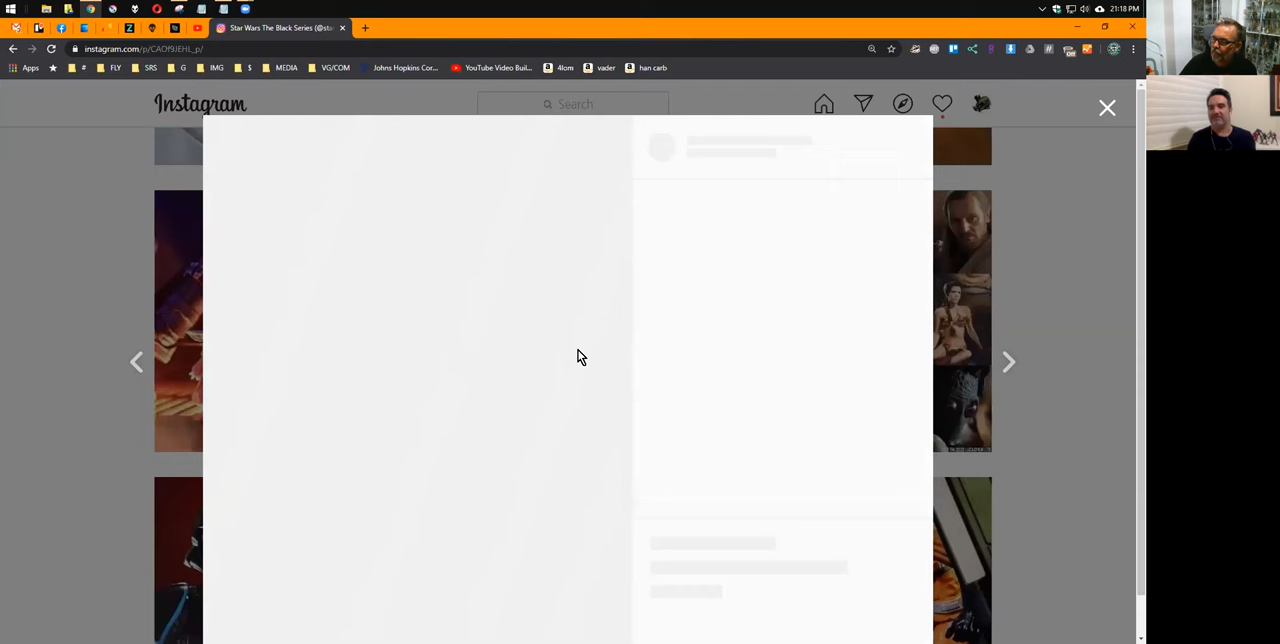 21:18
Star Wars The Black Series (@sta
instagram.com/p/CAOf9JEHL_p/
Apps
#
FLY
SRS
G
IMG
$
MEDIA
VG/COM
Johns Hopkins Cor...
YouTube Video Buil...
4lom
vader
han carb
Instagram
Search